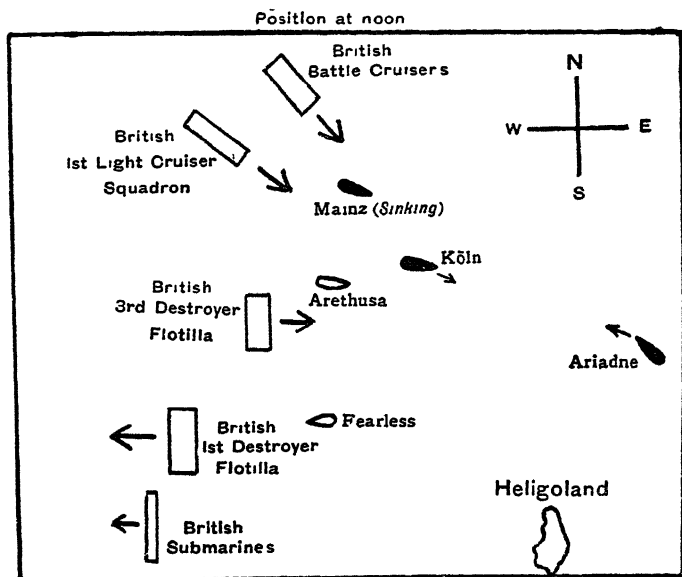 Position at noon
British
Battle Cruisers
N
W E
S
British
1st Light Cruiser
Squadron
Mainz (Sinking)
Köln
British
3rd Destroyer
Flotilla
Arethusa
Ariadne
Fearless
British
1st Destroyer
Flotilla
Heligoland
British
Submarines